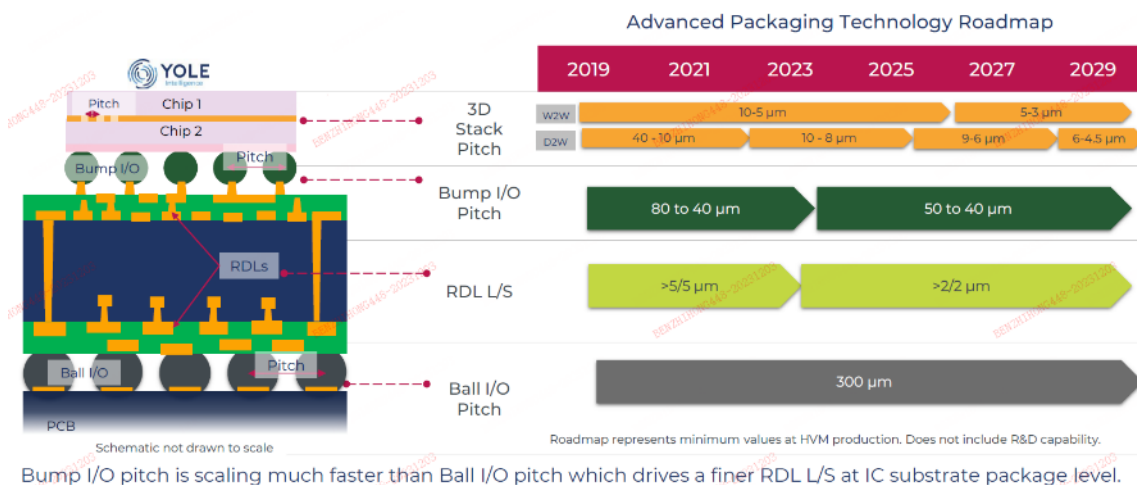 Advanced Packaging Technology Roadmap
YOLE
Intelligence
2019 2021 2023 2025 2027 2029
Pitch
Chip 1
Chip 2
Pitch
Bump I/O
RDLs
Ball I/O
Pitch
PCB
Schematic not drawn to scale
3D
Stack
Pitch
W2W
10-5 µm
5-3 µm
D2W
40 - 10 µm
10 - 8 µm
9-6 µm
6-4.5 µm
Bump I/O
Pitch
80 to 40 µm
50 to 40 µm
RDL L/S
>5/5 µm
>2/2 µm
Ball I/O
Pitch
300 µm
Roadmap represents minimum values at HVM production. Does not include R&D capability.
Bump I/O pitch is scaling much faster than Ball I/O pitch which drives a finer RDL L/S at IC substrate package level.
BENZHIHONG448-20231203